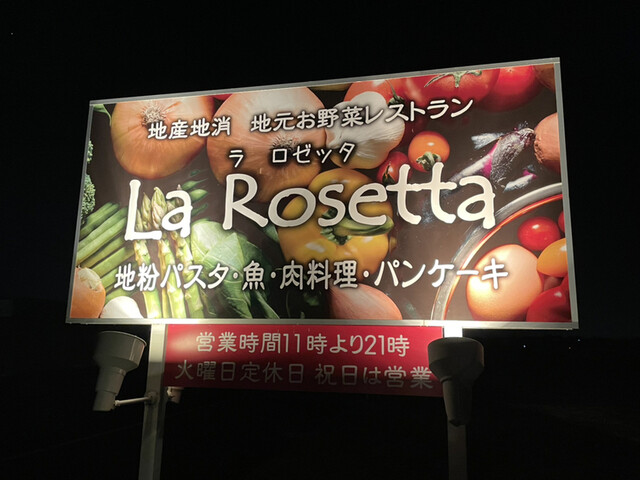 地産地消 地元お野菜レストラン
ラ ロゼッタ
La Rosetta
地粉パスタ・魚・肉料理・パンケーキ
営業時間11時より21時
火曜日定休日 祝日は営業